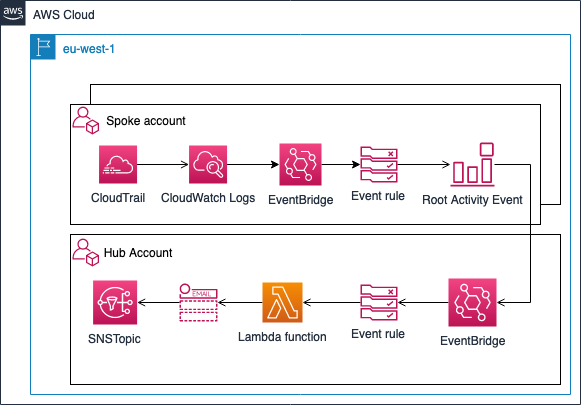 aws
AWS Cloud
eu-west-1
Spoke account
CloudTrail
CloudWatch Logs
EventBridge
Event rule
Root Activity Event
Hub Account
EMAIL
SNSTopic
Lambda function
Event rule
EventBridge